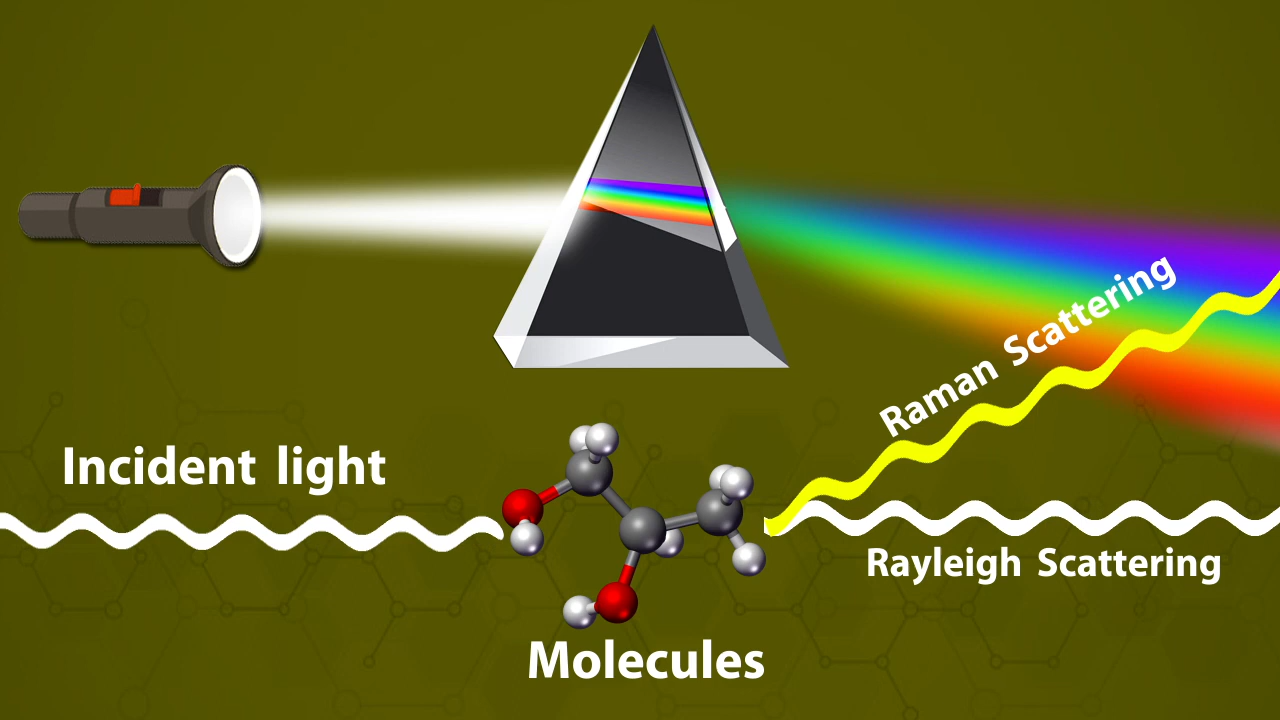 Raman Scattering
Incident light
Rayleigh Scattering
Molecules